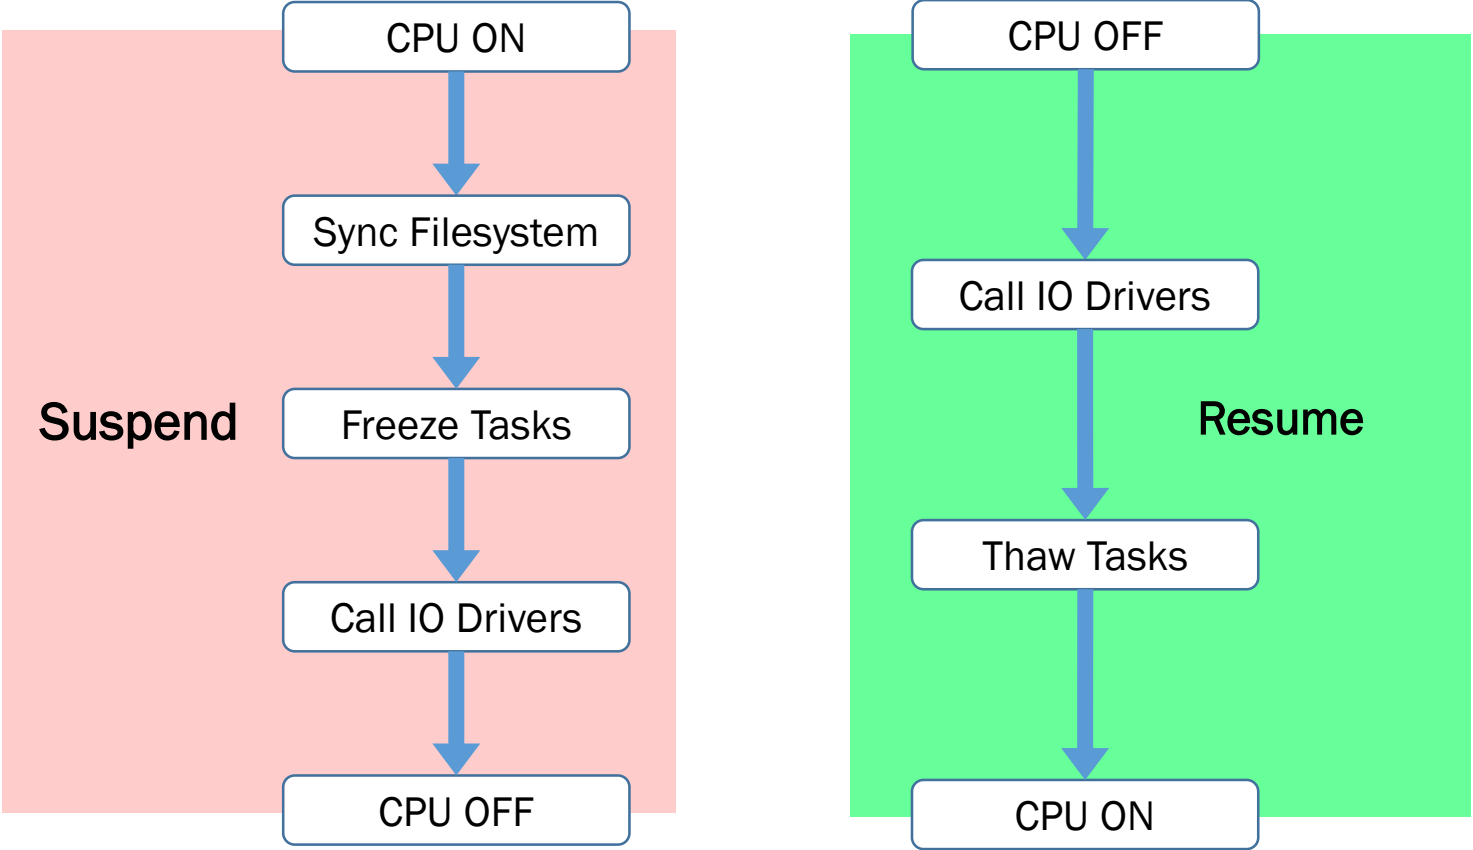 CPU ON
Sync Filesystem
Suspend
Freeze Tasks
Call IO Drivers
CPU OFF
CPU OFF
Call IO Drivers
Resume
Thaw Tasks
CPU ON